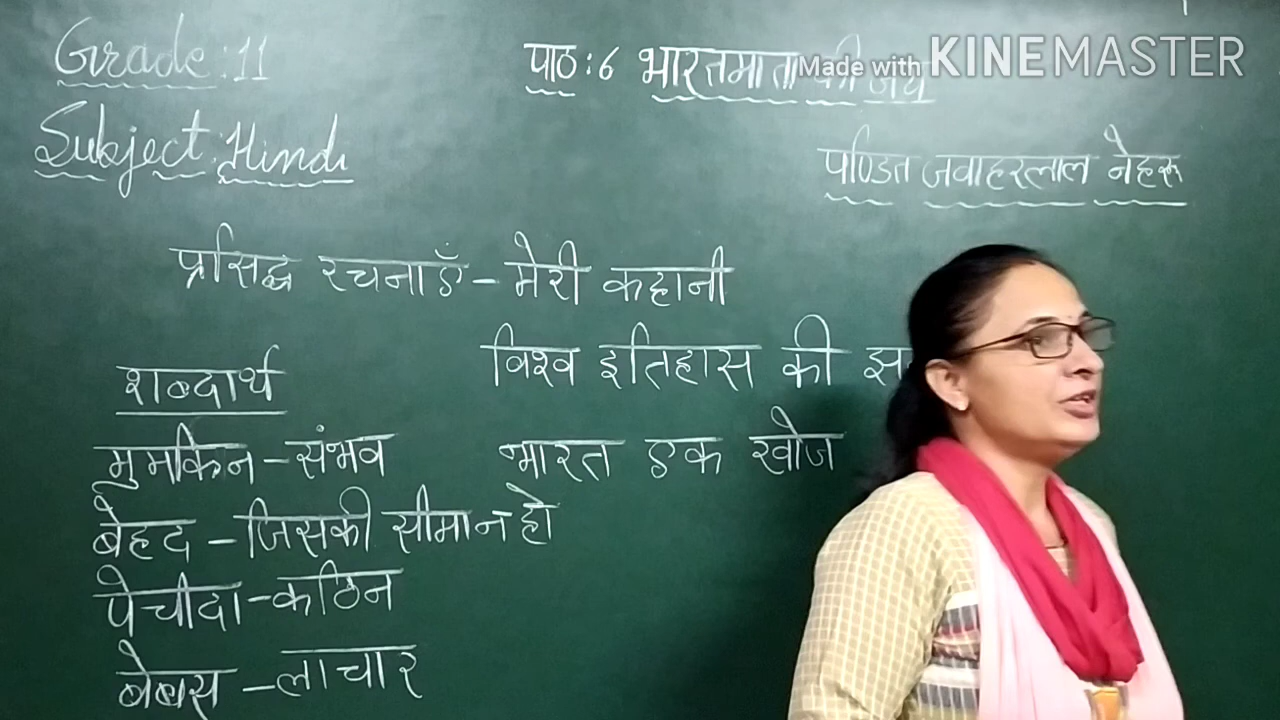 Grade : 11
पाठ : 6 भारतमाता की जय
Made with KINEMASTER
Subject : Hindi
पण्डित जवाहरलाल नेहरू
प्रसिद्ध रचनाएँ - मेरी कहानी
विश्व इतिहास की
शब्दार्थ
मुमकिन - संभव
भारत एक खोज
बेहद - जिसकी सीमा न हो
पेचीदा - कठिन
बेबस - लाचार